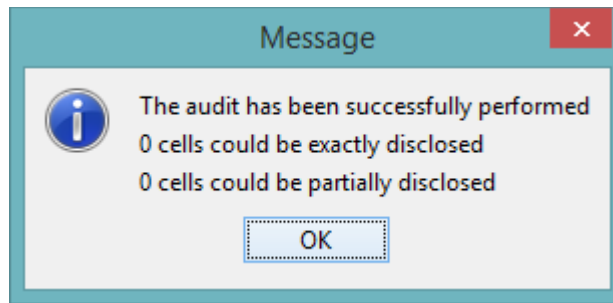 Message
The audit has been successfully performed
0 cells could be exactly disclosed
0 cells could be partially disclosed
OK